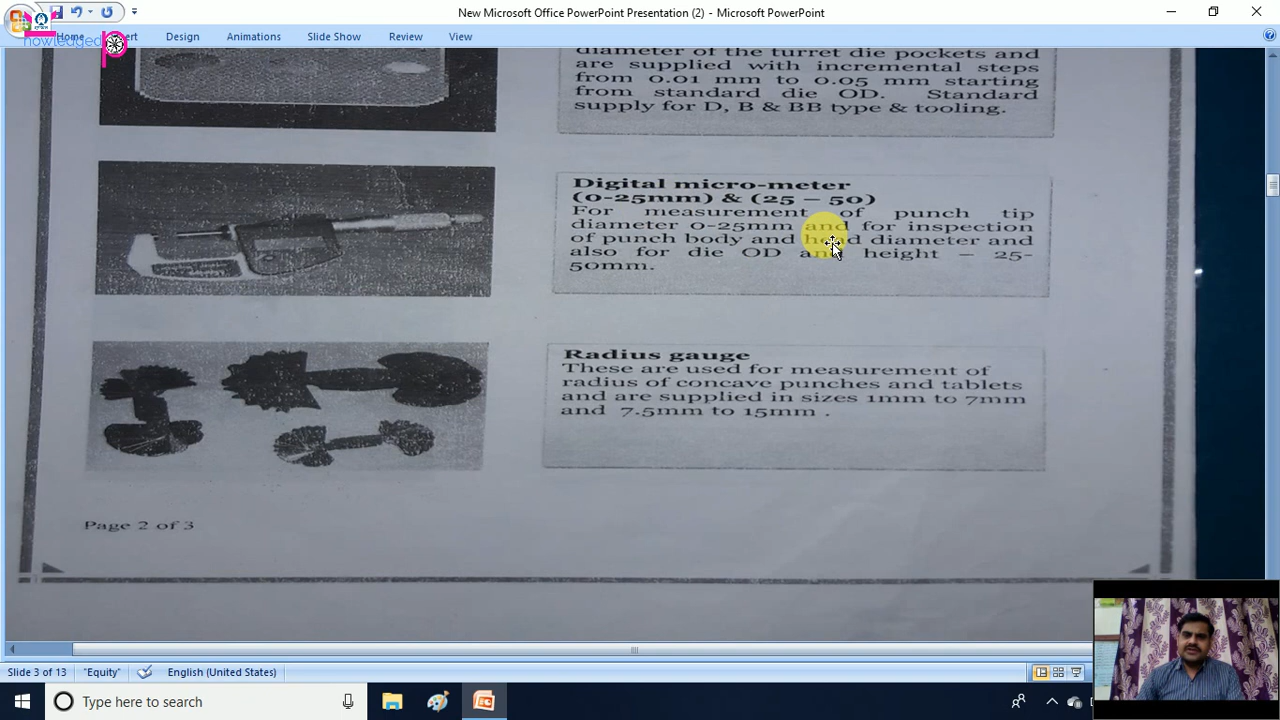 New Microsoft Office PowerPoint Presentation (2) - Microsoft PowerPoint
Home
Design
Animations
Slide Show
Review
View
nowledged
diameter of the turret die pockets and
are supplied with incremental steps
from 0.01 mm to 0.05 mm starting
from standard die OD. Standard
supply for D, B & BB type & tooling.
Digital micro-meter
(0-25mm) & (25 – 50)
For measurement of punch tip
diameter 0-25mm and for inspection
of punch body and head diameter and
also for die OD and height – 25-
50mm.
Radius gauge
These are used for measurement of
radius of concave punches and tablets
and are supplied in sizes 1mm to 7mm
and 7.5mm to 15mm .
Page 2 of 3
Slide 3 of 13
"Equity"
English (United States)
Type here to search